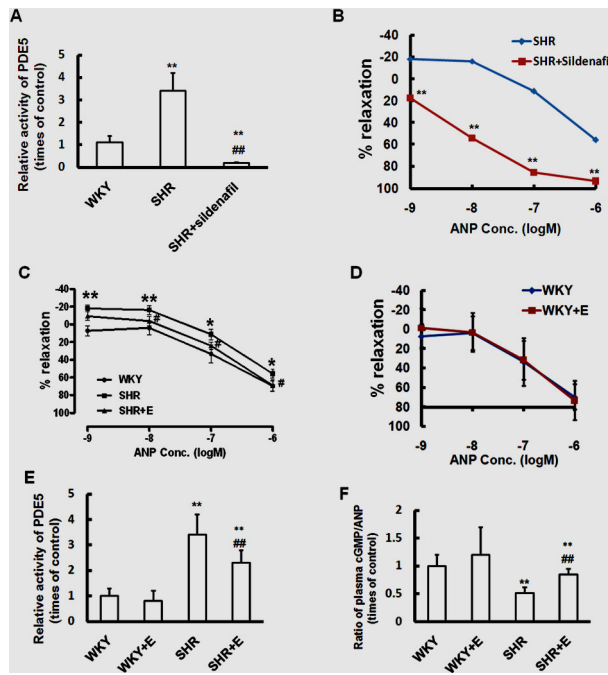 A
Relative activity of PDE5
(times of control)
5
4
3
2
1
0
**
**
##
WKY
SHR
SHR+sildenafil
B
SHR
SHR+Sildenafil
% relaxation
-40
-20
0
20
40
60
80
100
**
**
**
**
-9
-8
-7
-6
ANP Conc. (logM)
C
% relaxation
-40
-20
0
20
40
60
80
100
**
**
*
*
#
#
#
WKY
SHR
SHR+E
-9
-8
-7
-6
ANP Conc. (logM)
D
WKY
WKY+E
% relaxation
-40
-20
0
20
40
60
80
100
-9
-8
-7
-6
ANP Conc. (logM)
E
Relative activity of PDE5
(times of control)
5
4
3
2
1
0
**
**
##
WKY
WKY+E
SHR
SHR+E
F
Ratio of plasma cGMP/ANP
(times of control)
2
1.5
1
0.5
0
**
**
##
WKY
WKY+E
SHR
SHR+E